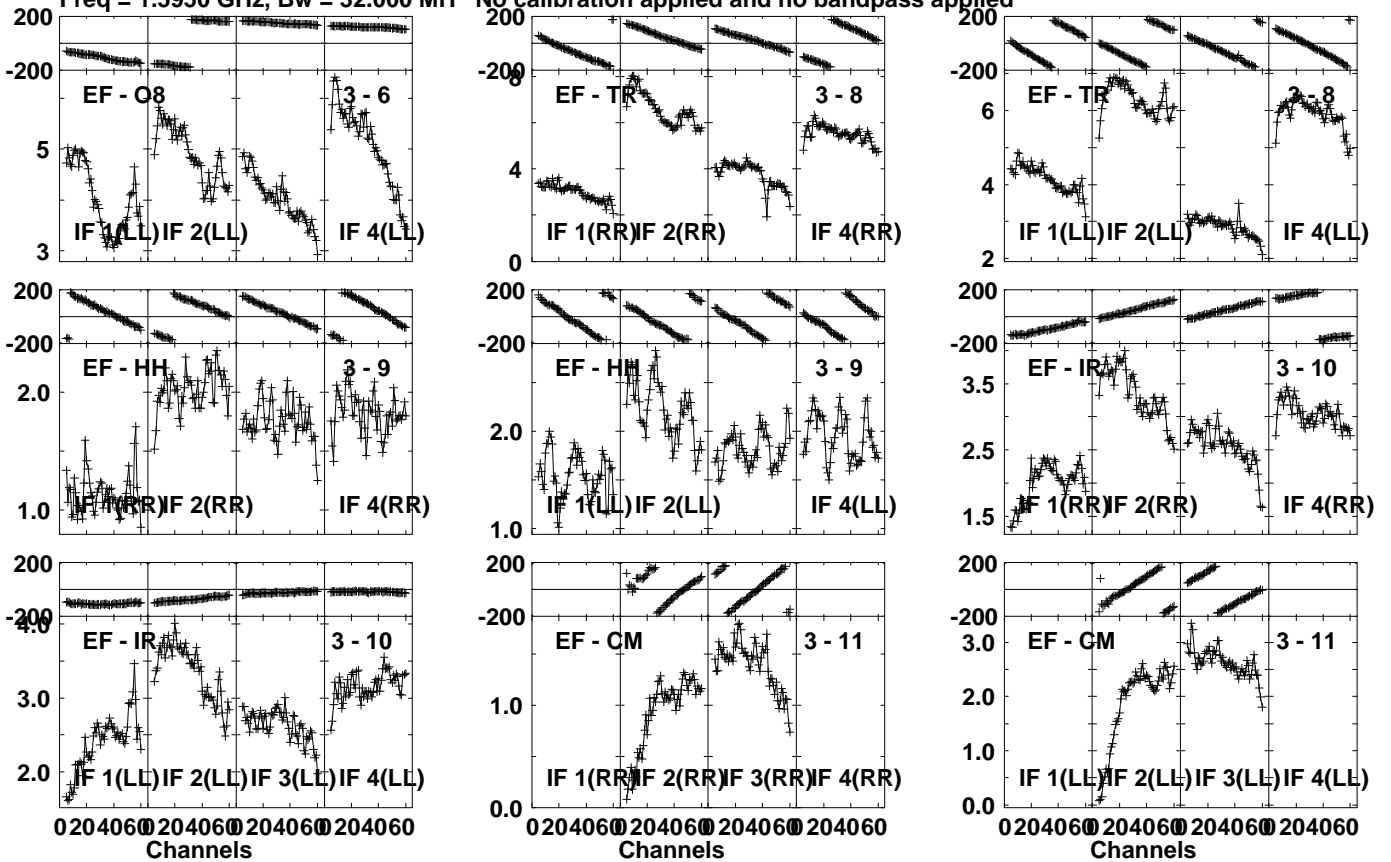 Freq = 1.5950 GHz, Bw = 32.000 MH No calibration applied and no bandpass applied
200
-200
EF - O8 3 - 6
5
3
IF 1(LL) IF 2(LL) IF 4(LL)
200
-200
8
EF - TR 3 - 8
6
4
2
0
IF 1(RR) IF 2(RR) IF 4(RR)
200
-200
EF - TR 3 - 8
6
4
2
IF 1(LL) IF 2(LL) IF 4(LL)
200
-200
EF - HH 3 - 9
2.0
1.0
IF 1(RR) IF 2(RR) IF 4(RR)
200
-200
EF - HH 3 - 9
2.0
1.0
IF 1(LL) IF 2(LL) IF 4(LL)
200
-200
EF - IR 3 - 10
3.5
2.5
1.5
IF 1(RR) IF 2(RR) IF 4(RR)
200
-200
4.0
EF - IR 3 - 10
3.0
2.0
IF 1(LL) IF 2(LL) IF 3(LL) IF 4(LL)
0 20 40 60 0 20 40 60 0 20 40 60 0 20 40 60
Channels
200
-200
EF - CM 3 - 11
1.0
0.0
IF 1(RR) IF 2(RR) IF 3(RR) IF 4(RR)
0 20 40 60 0 20 40 60 0 20 40 60 0 20 40 60
Channels
200
-200
EF - CM 3 - 11
3.0
2.0
1.0
0.0
IF 1(LL) IF 2(LL) IF 3(LL) IF 4(LL)
0 20 40 60 0 20 40 60 0 20 40 60 0 20 40 60
Channels